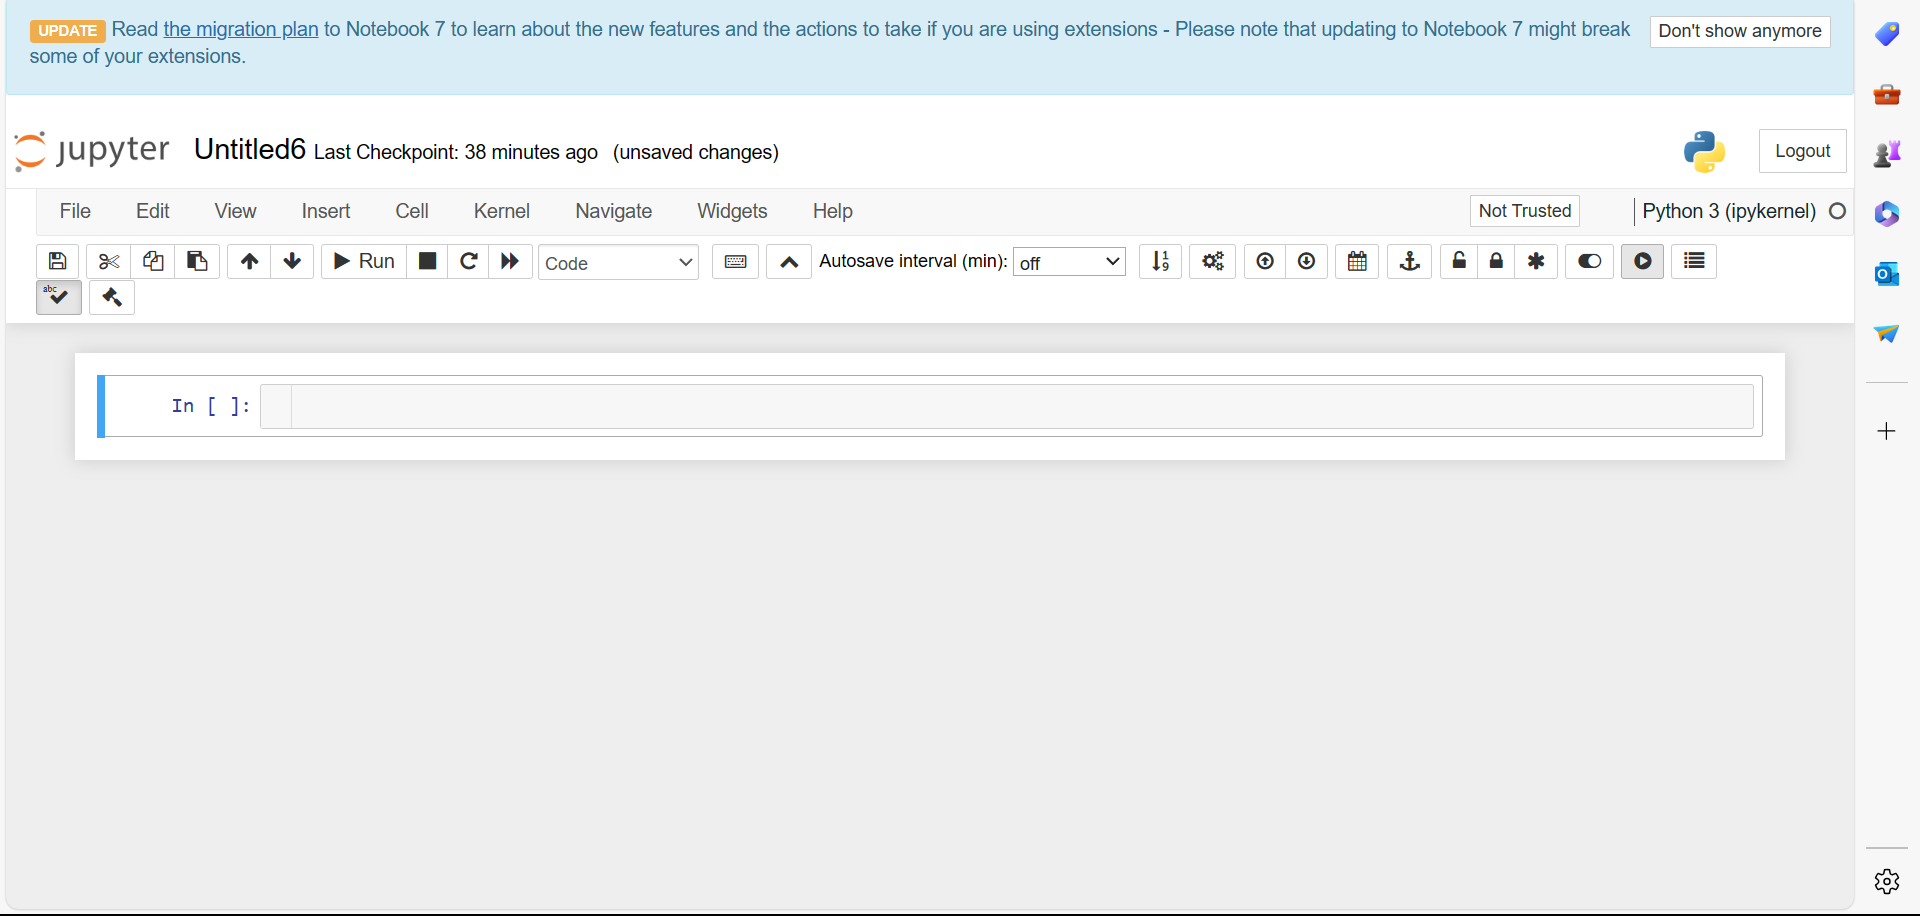 UPDATE Read the migration plan to Notebook 7 to learn about the new features and the actions to take if you are using extensions - Please note that updating to Notebook 7 might break
some of your extensions.
Don't show anymore
jupyter Untitled6 Last Checkpoint: 38 minutes ago (unsaved changes)
Logout
File Edit View Insert Cell Kernel Navigate Widgets Help
Not Trusted
Python 3 (ipykernel)
Run Code Autosave interval (min): off
abc
In [ ]: